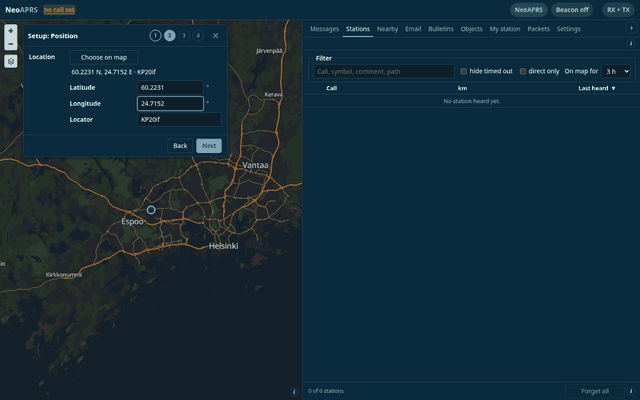 NeoAPRS no call set NeoAPRS Beacon off RX + TX
Setup: Position 1 2 3 4
Location Choose on map
60.2231 N, 24.7152 E · KP20if
Latitude 60.2231 °
Longitude 24.7152 °
Locator KP20if
Back Next
Messages Stations Nearby Email Bulletins Objects My station Packets Settings
Filter
Call, symbol, comment, path hide timed out direct only On map for 3 h
Call km Last heard ▼
No station heard yet.
Järvenpää
Kerava
Vantaa
Espoo
Helsinki
Kirkkonummi
0 of 0 stations Forget all